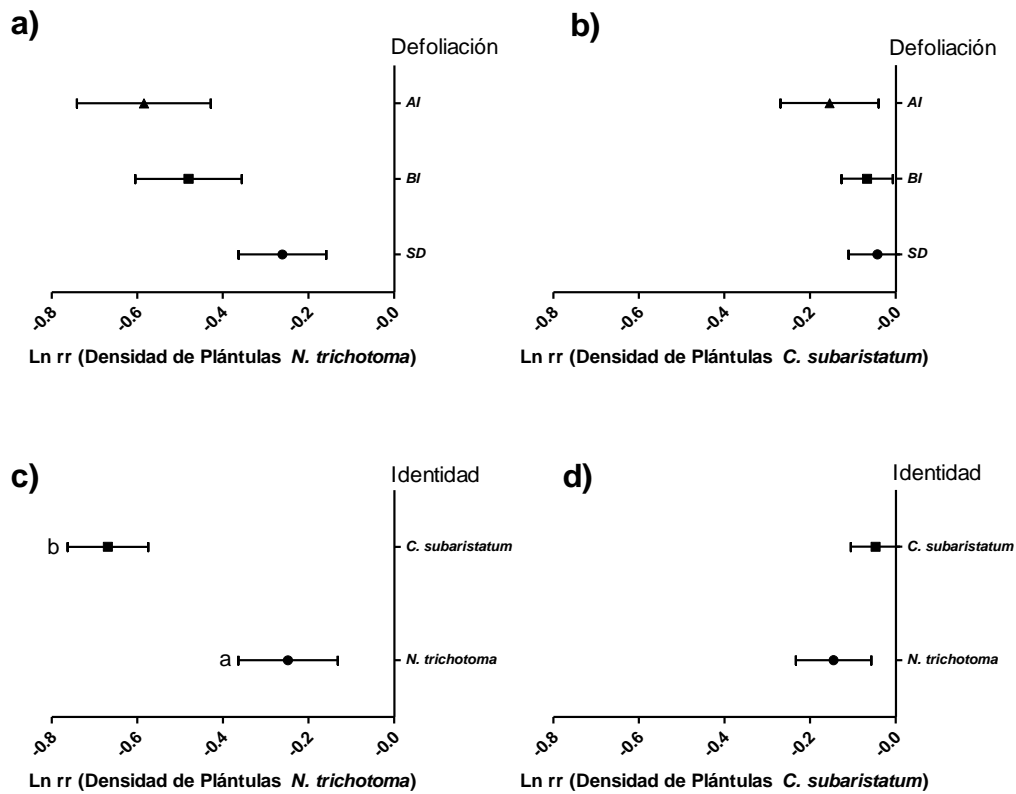 a)
Defoliación
AI
BI
SD
-0.8
-0.6
-0.4
-0.2
-0.0
Ln rr (Densidad de Plántulas N. trichotoma)
b)
Defoliación
AI
BI
SD
-0.8
-0.6
-0.4
-0.2
-0.0
Ln rr (Densidad de Plántulas C. subaristatum)
c)
Identidad
b
C. subaristatum
a
N. trichotoma
-0.8
-0.6
-0.4
-0.2
-0.0
Ln rr (Densidad de Plántulas N. trichotoma)
d)
Identidad
C. subaristatum
N. trichotoma
-0.8
-0.6
-0.4
-0.2
-0.0
Ln rr (Densidad de Plántulas C. subaristatum)